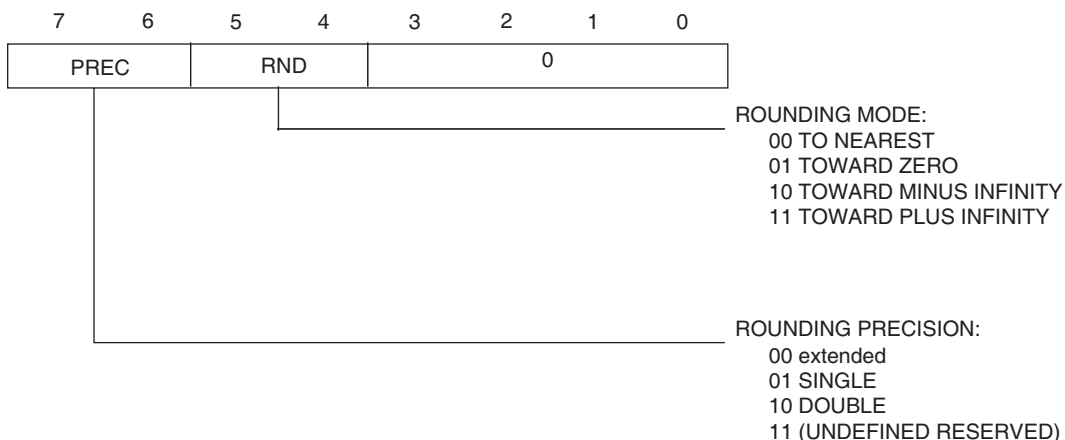 7 6 5 4 3 2 1 0
PREC RND 0
ROUNDING MODE:
00 TO NEAREST
01 TOWARD ZERO
10 TOWARD MINUS INFINITY
11 TOWARD PLUS INFINITY
ROUNDING PRECISION:
00 extended
01 SINGLE
10 DOUBLE
11 (UNDEFINED RESERVED)